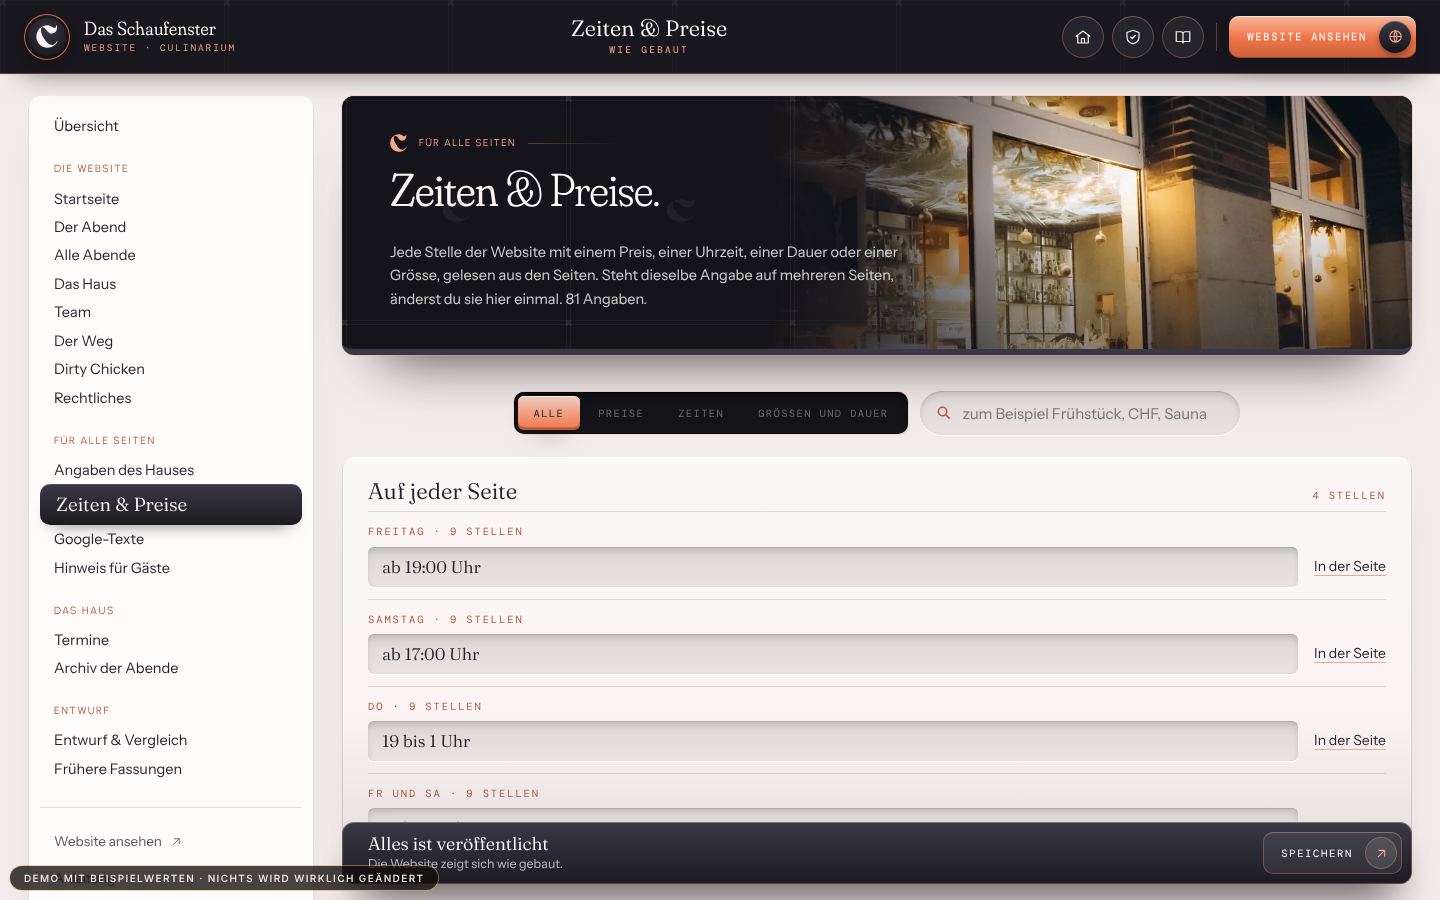 Das Schaufenster
WEBSITE · CULINARIUM
Zeiten & Preise
WIE GEBAUT
WEBSITE ANSEHEN
Übersicht
DIE WEBSITE
Startseite
Der Abend
Alle Abende
Das Haus
Team
Der Weg
Dirty Chicken
Rechtliches
FÜR ALLE SEITEN
Angaben des Hauses
Zeiten & Preise
Google-Texte
Hinweis für Gäste
DAS HAUS
Termine
Archiv der Abende
ENTWURF
Entwurf & Vergleich
Frühere Fassungen
Website ansehen
FÜR ALLE SEITEN
Zeiten & Preise.
Jede Stelle der Website mit einem Preis, einer Uhrzeit, einer Dauer oder einer
Grösse, gelesen aus den Seiten. Steht dieselbe Angabe auf mehreren Seiten,
änderst du sie hier einmal. 81 Angaben.
ALLE PREISE ZEITEN GRÖSSEN UND DAUER
zum Beispiel Frühstück, CHF, Sauna
Auf jeder Seite
4 STELLEN
FREITAG · 9 STELLEN
ab 19:00 Uhr
In der Seite
SAMSTAG · 9 STELLEN
ab 17:00 Uhr
In der Seite
DO · 9 STELLEN
19 bis 1 Uhr
In der Seite
FR UND SA · 9 STELLEN
Alles ist veröffentlicht
Die Website zeigt sich wie gebaut.
SPEICHERN
DEMO MIT BEISPIELWERTEN · NICHTS WIRD WIRKLICH GEÄNDERT